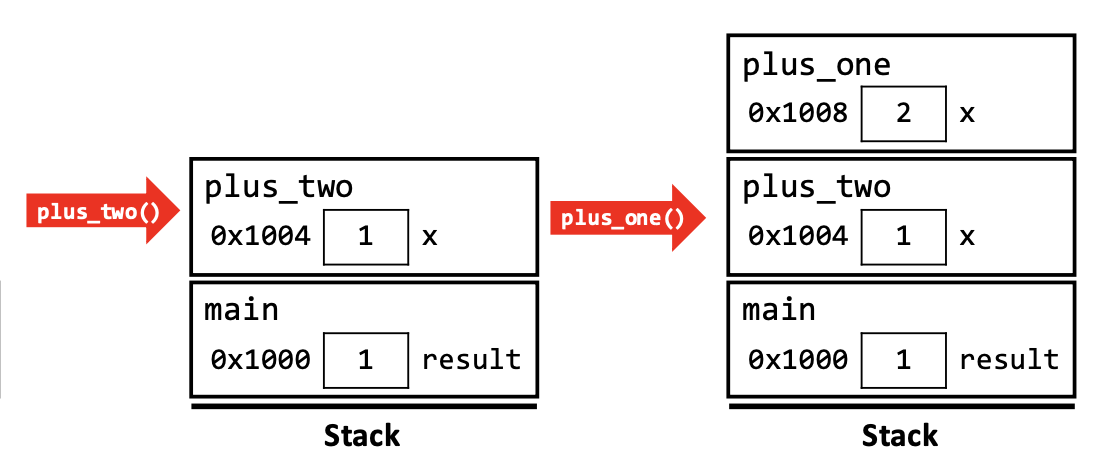 plus_two()
plus_two
0x1004 1 x
main
0x1000 1 result
Stack
plus_one()
plus_one
0x1008 2 x
plus_two
0x1004 1 x
main
0x1000 1 result
Stack